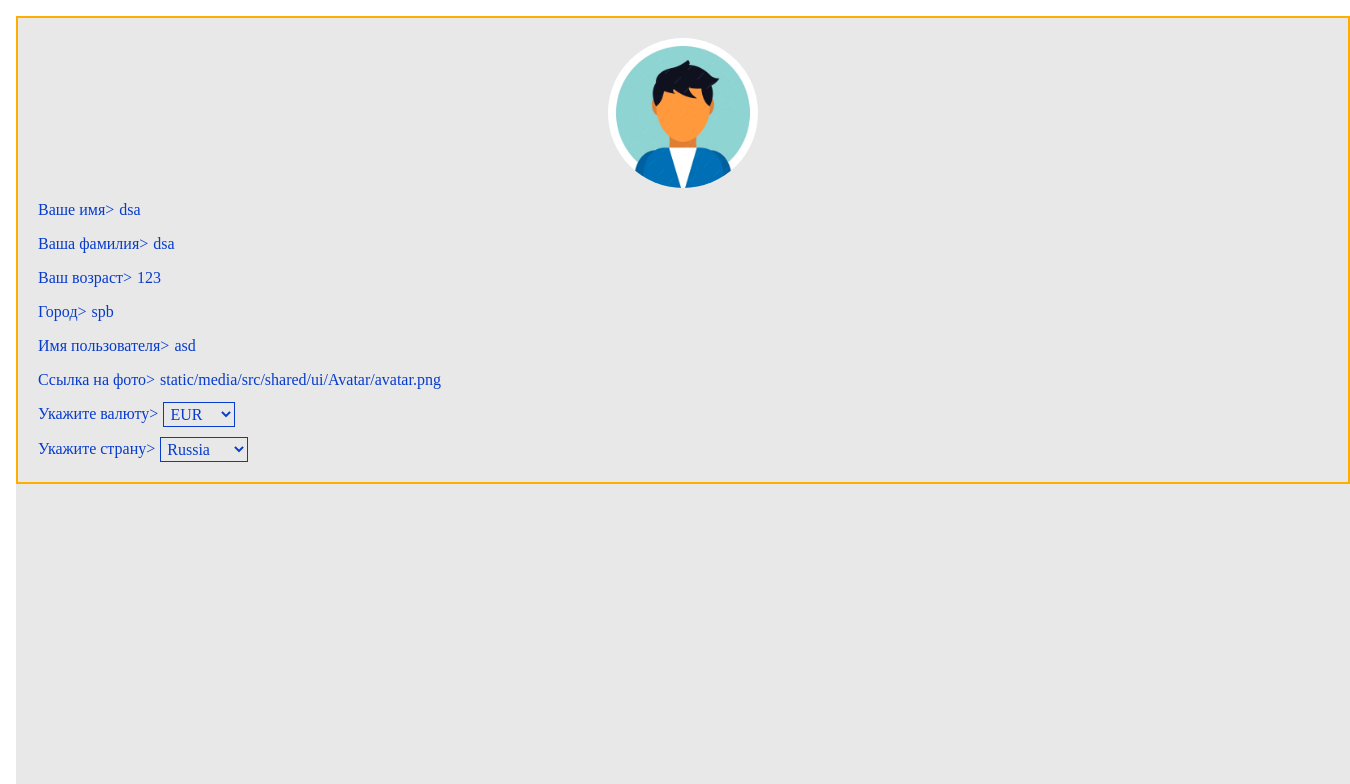 Ваше имя> dsa
Ваша фамилия> dsa
Ваш возраст> 123
Город> spb
Имя пользователя> asd
Ссылка на фото> static/media/src/shared/ui/Avatar/avatar.png
Укажите валюту> EUR
Укажите страну> Russia